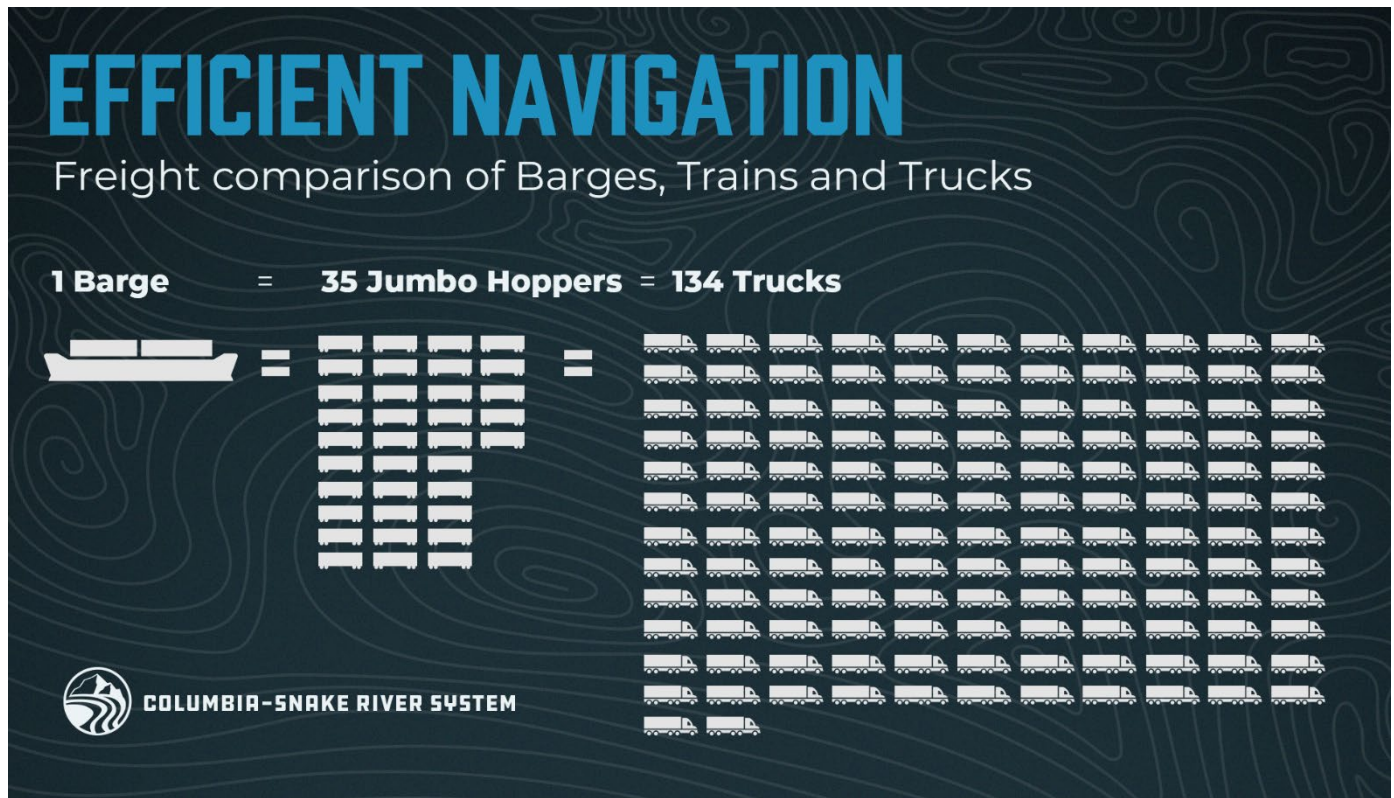 EFFICIENT NAVIGATION
Freight comparison of Barges, Trains and Trucks
1 Barge = 35 Jumbo Hoppers = 134 Trucks
COLUMBIA-SNAKE RIVER SYSTEM